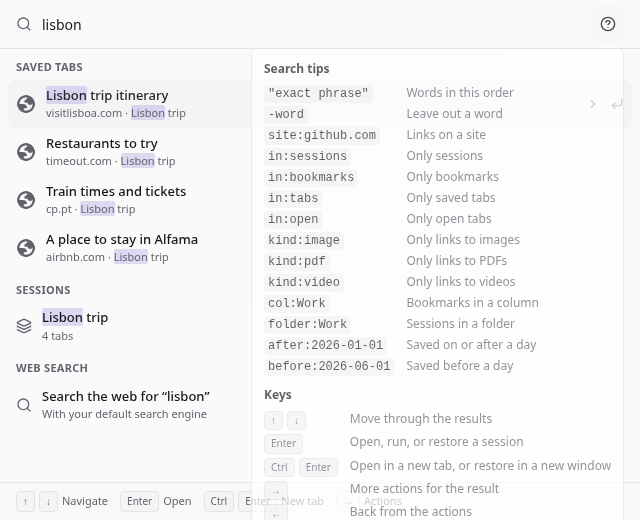 lisbon
SAVED TABS
Lisbon trip itinerary
visitlisboa.com · Lisbon trip
Restaurants to try
timeout.com · Lisbon trip
Train times and tickets
cp.pt · Lisbon trip
A place to stay in Alfama
airbnb.com · Lisbon trip
SESSIONS
Lisbon trip
4 tabs
WEB SEARCH
Search the web for “lisbon”
With your default search engine
Search tips
"exact phrase" Words in this order
-word Leave out a word
site:github.com Links on a site
in:sessions Only sessions
in:bookmarks Only bookmarks
in:tabs Only saved tabs
in:open Only open tabs
kind:image Only links to images
kind:pdf Only links to PDFs
kind:video Only links to videos
col:Work Bookmarks in a column
folder:Work Sessions in a folder
after:2026-01-01 Saved on or after a day
before:2026-06-01 Saved before a day
Keys
↑ ↓ Move through the results
Enter Open, run, or restore a session
Ctrl Enter Open in a new tab, or restore in a new window
→ More actions for the result
← Back from the actions
↑ ↓ Navigate Enter Open Ctrl Enter New tab → Actions